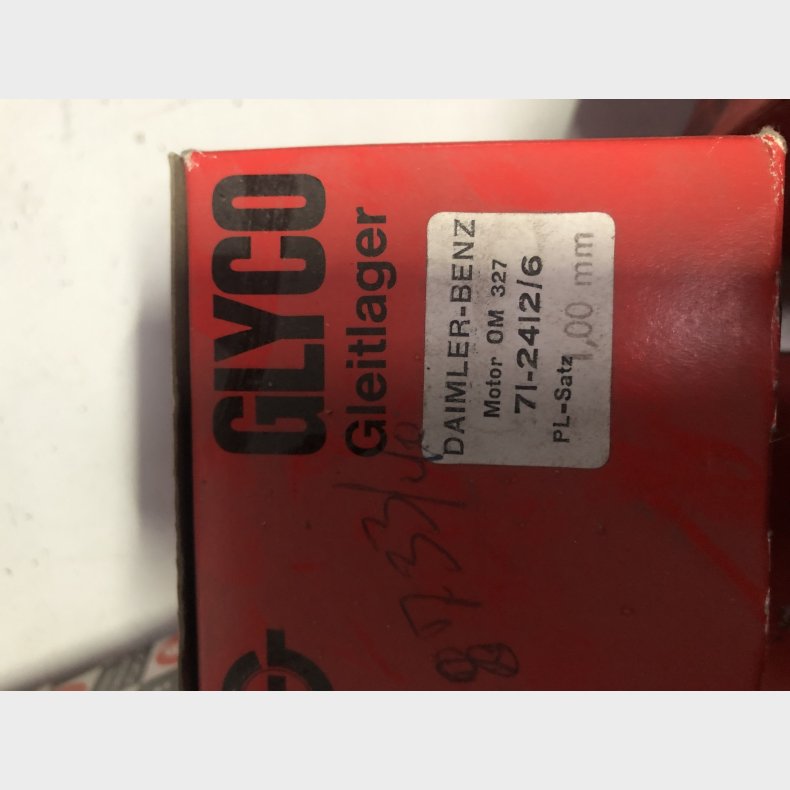 GLYCO
Gleitlager
DAIMLER-BENZ
Motor OM 327
71-2412/6
PL-Satz 1,00 mm